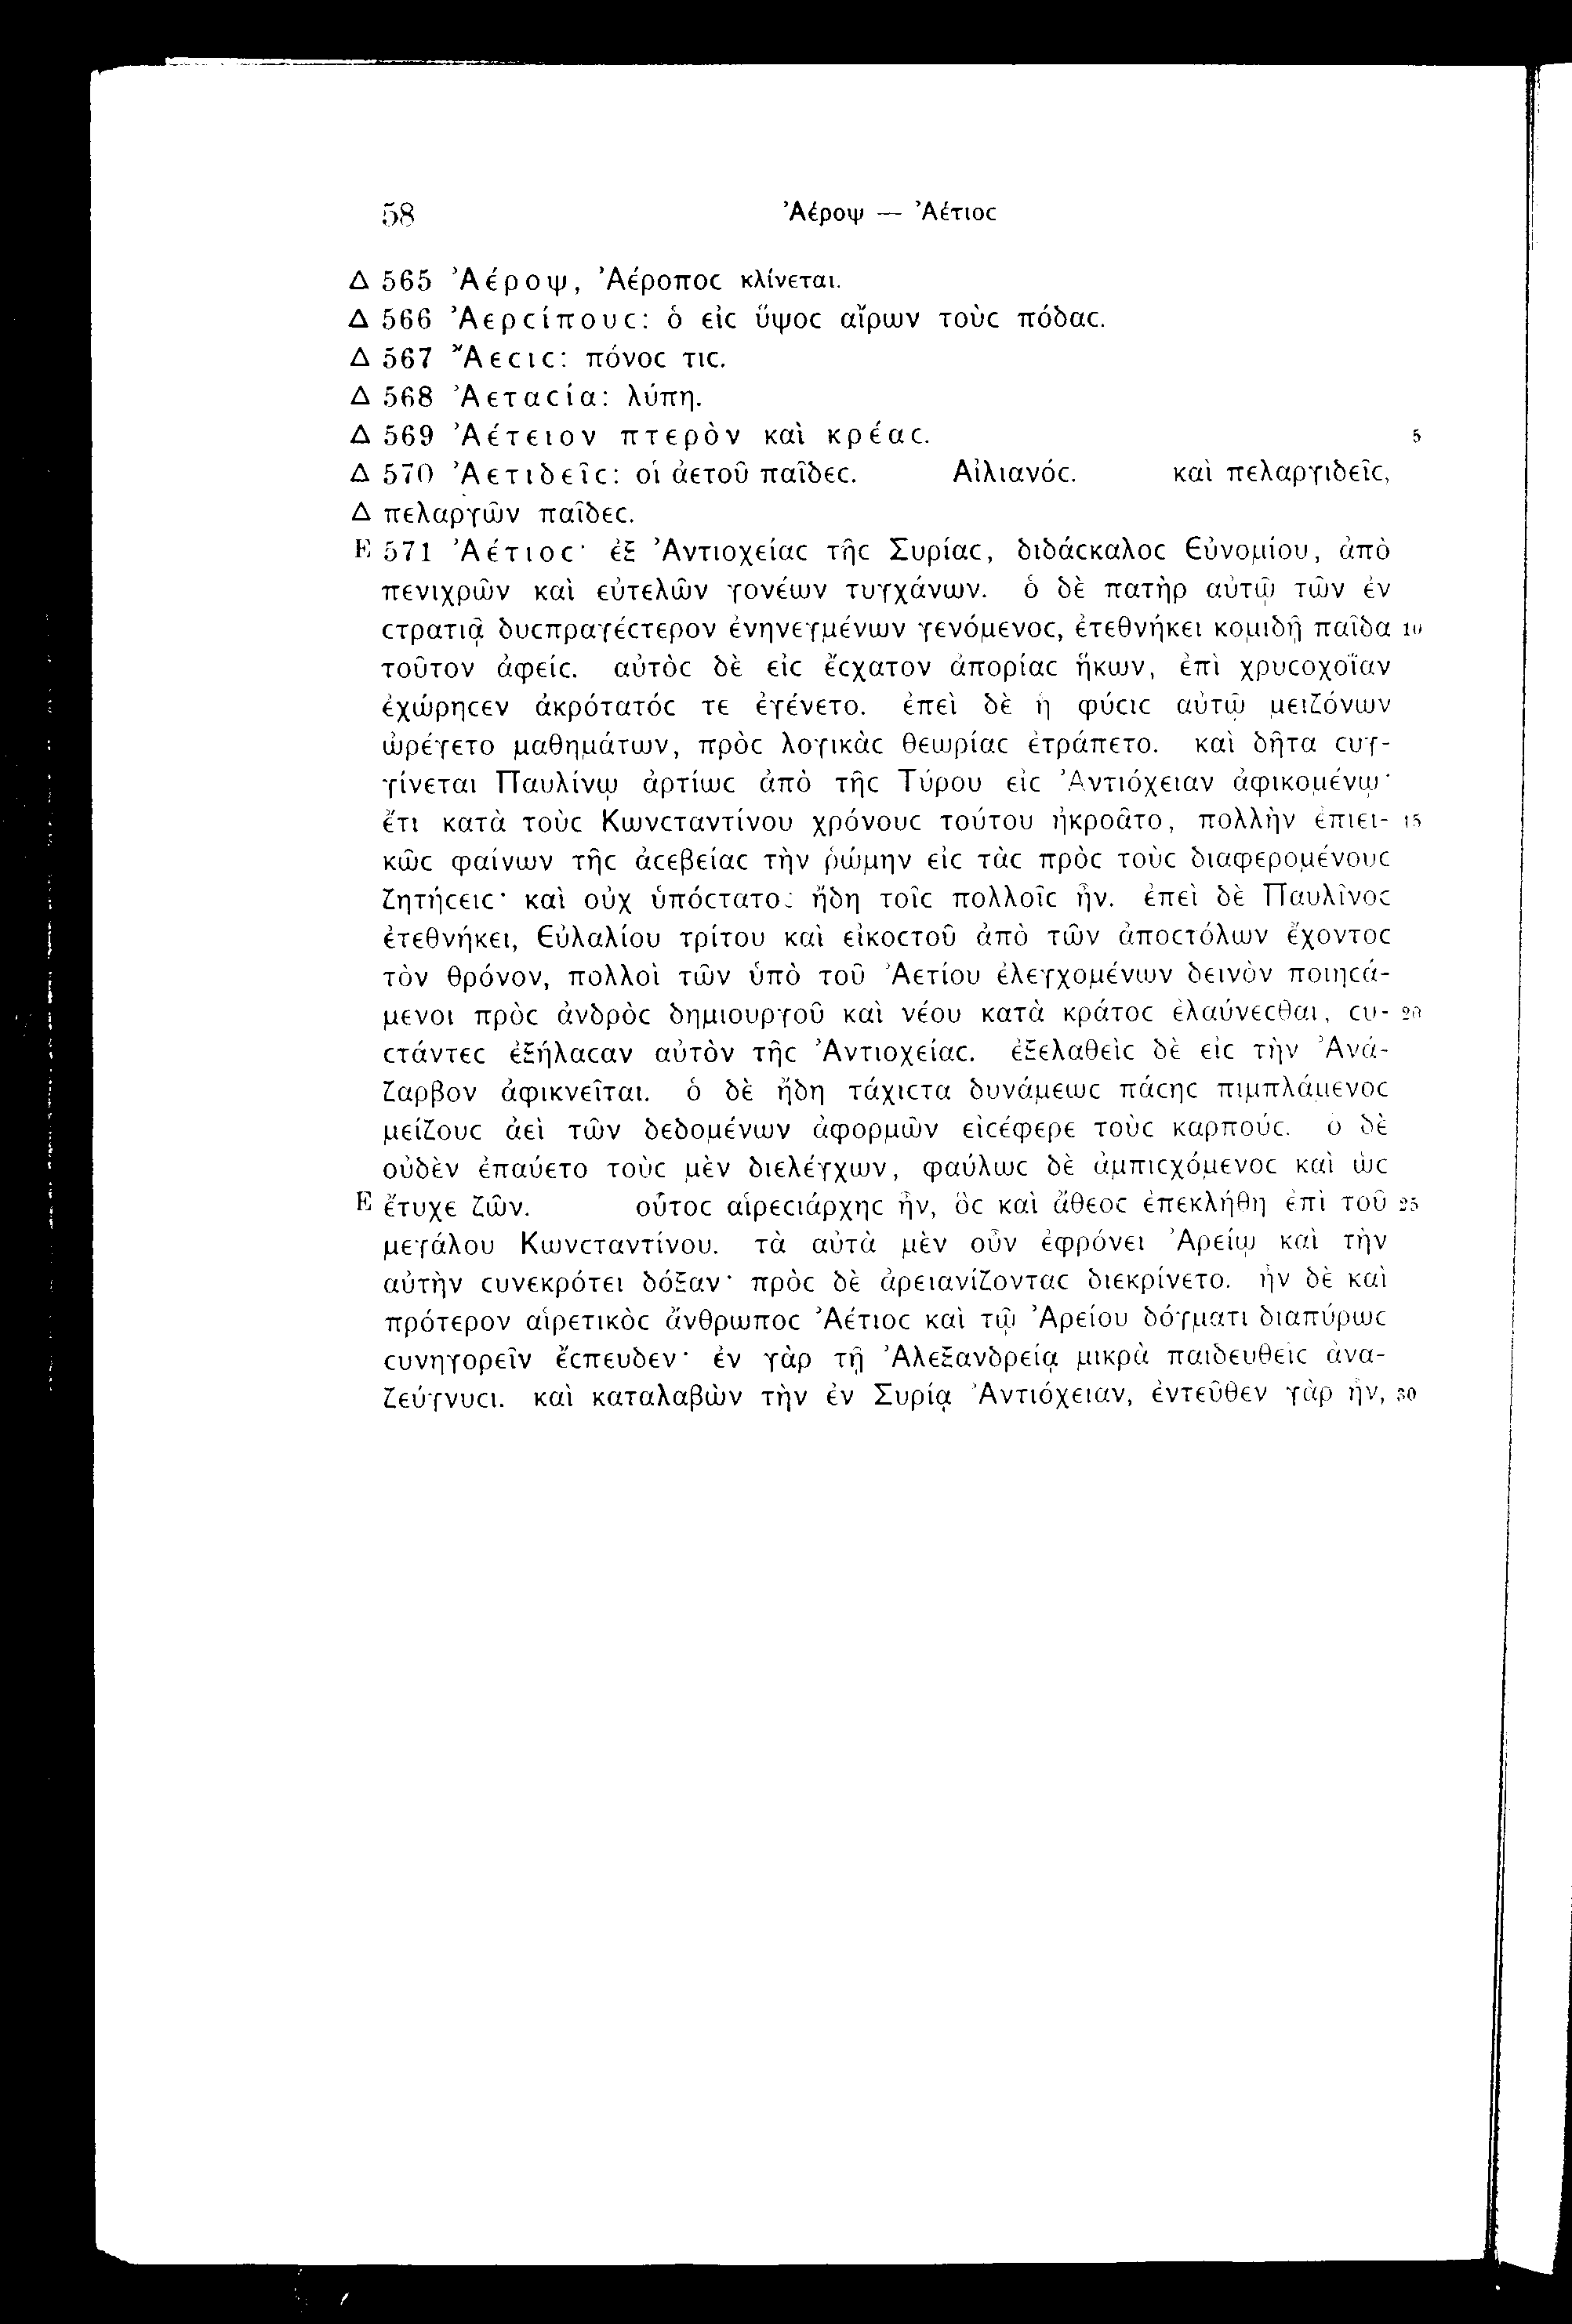 58 Ἀέροψ — Ἀέτιοϲ
Δ 565 Ἀέροψ, Ἀέροποϲ κλίνεται.
Δ 566 Ἀερϲίπουϲ: ὁ εἰϲ ὕψοϲ αἴρων τοὺϲ πόδαϲ.
Δ 567 Ἄεϲιϲ: πόνοϲ τιϲ.
Δ 568 Ἀεταϲία: λύπη.
Δ 569 Ἀέτειον πτερὸν καὶ κρέαϲ. 5
Δ 570 Ἀετιδεῖϲ: οἱ ἀετοῦ παῖδεϲ. Αἰλιανόϲ. καὶ πελαργιδεῖϲ,
Δ πελαργῶν παῖδεϲ.
E 571 Ἀέτιοϲ· ἐξ Ἀντιοχείαϲ τῆϲ Συρίαϲ, διδάϲκαλοϲ Εὐνομίου, ἀπὸ
πενιχρῶν καὶ εὐτελῶν γονέων τυγχάνων. ὁ δὲ πατὴρ αὐτῷ τῶν ἐν
ϲτρατιᾷ δυϲπραγέϲτερον ἐνηνεγμένων γενόμενοϲ, ἐτεθνήκει κομιδῇ παῖδα 10
τοῦτον ἀφείϲ. αὐτὸϲ δὲ εἰϲ ἔϲχατον ἀπορίαϲ ἥκων, ἐπὶ χρυϲοχοΐαν
ἐχώρηϲεν ἀκρότατόϲ τε ἐγένετο. ἐπεὶ δὲ ἡ φύϲιϲ αὐτῷ μειζόνων
ὠρέγετο μαθημάτων, πρὸϲ λογικὰϲ θεωρίαϲ ἐτράπετο. καὶ δῆτα ϲυγ-
γίνεται Παυλίνῳ ἀρτίωϲ ἀπὸ τῆϲ Τύρου εἰϲ Ἀντιόχειαν ἀφικομένῳ·
ἔτι κατὰ τοὺϲ Κωνϲταντίνου χρόνουϲ τούτου ἠκροᾶτο, πολλὴν ἐπιει- 15
κῶϲ φαίνων τῆϲ ἀϲεβείαϲ τὴν ῥώμην εἰϲ τὰϲ πρὸϲ τοὺϲ διαφερομένουϲ
ζητήϲειϲ· καὶ οὐχ ὑπόϲτατοϲ ἤδη τοῖϲ πολλοῖϲ ἦν. ἐπεὶ δὲ Παυλῖνοϲ
ἐτεθνήκει, Εὐλαλίου τρίτου καὶ εἰκοϲτοῦ ἀπὸ τῶν ἀποϲτόλων ἔχοντοϲ
τὸν θρόνον, πολλοὶ τῶν ὑπὸ τοῦ Ἀετίου ἐλεγχομένων δεινὸν ποιηϲά-
μενοι πρὸϲ ἀνδρὸϲ δημιουργοῦ καὶ νέου κατὰ κράτοϲ ἐλαύνεϲθαι, ϲυ- 20
ϲτάντεϲ ἐξήλαϲαν αὐτὸν τῆϲ Ἀντιοχείαϲ. ἐξελαθεὶϲ δὲ εἰϲ τὴν Ἀνά-
ζαρβον ἀφικνεῖται. ὁ δὲ ἤδη τάχιϲτα δυνάμεωϲ πάϲηϲ πιμπλάμενοϲ
μείζουϲ ἀεὶ τῶν δεδομένων ἀφορμῶν εἰϲέφερε τοὺϲ καρπούϲ. ὁ δὲ
οὐδὲν ἐπαύετο τοὺϲ μὲν διελέγχων, φαύλωϲ δὲ ἀμπιϲχόμενοϲ καὶ ὡϲ
E ἔτυχε ζῶν. οὗτοϲ αἱρεϲιάρχηϲ ἦν, ὃϲ καὶ ἄθεοϲ ἐπεκλήθη ἐπὶ τοῦ 25
μεγάλου Κωνϲταντίνου. τὰ αὐτὰ μὲν οὖν ἐφρόνει Ἀρείῳ καὶ τὴν
αὐτὴν ϲυνεκρότει δόξαν· πρὸϲ δὲ ἀρειανίζονταϲ διεκρίνετο. ἦν δὲ καὶ
πρότερον αἱρετικὸϲ ἄνθρωποϲ Ἀέτιοϲ καὶ τῷ Ἀρείου δόγματι διαπύρωϲ
ϲυνηγορεῖν ἔϲπευδεν· ἐν γὰρ τῇ Ἀλεξανδρείᾳ μικρὰ παιδευθεὶϲ ἀνα-
ζεύγνυϲι. καὶ καταλαβὼν τὴν ἐν Συρίᾳ Ἀντιόχειαν, ἐντεῦθεν γὰρ ἦν, 30